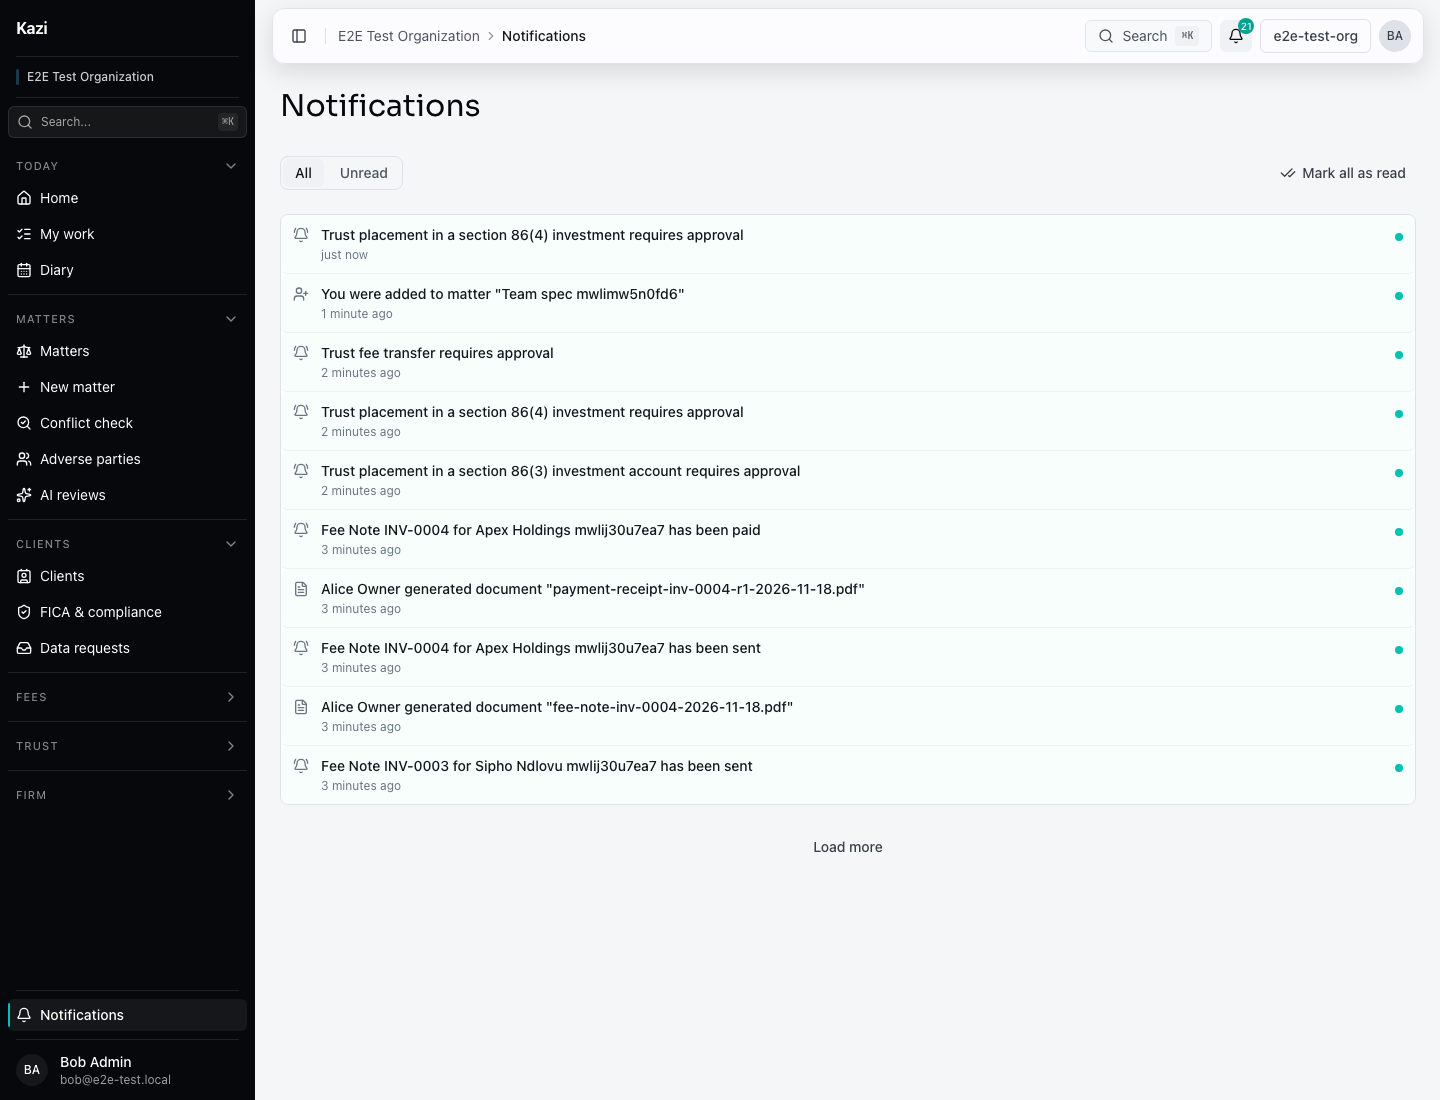 Kazi
E2E Test Organization
Search...
⌘K
TODAY
Home
My work
Diary
MATTERS
Matters
New matter
Conflict check
Adverse parties
AI reviews
CLIENTS
Clients
FICA & compliance
Data requests
FEES
TRUST
FIRM
Notifications
BA
Bob Admin
bob@e2e-test.local
E2E Test Organization
Notifications
Search
⌘K
21
e2e-test-org
BA
Notifications
All
Unread
Mark all as read
Trust placement in a section 86(4) investment requires approval
just now
You were added to matter "Team spec mwlimw5n0fd6"
1 minute ago
Trust fee transfer requires approval
2 minutes ago
Trust placement in a section 86(4) investment requires approval
2 minutes ago
Trust placement in a section 86(3) investment account requires approval
2 minutes ago
Fee Note INV-0004 for Apex Holdings mwlij30u7ea7 has been paid
3 minutes ago
Alice Owner generated document "payment-receipt-inv-0004-r1-2026-11-18.pdf"
3 minutes ago
Fee Note INV-0004 for Apex Holdings mwlij30u7ea7 has been sent
3 minutes ago
Alice Owner generated document "fee-note-inv-0004-2026-11-18.pdf"
3 minutes ago
Fee Note INV-0003 for Sipho Ndlovu mwlij30u7ea7 has been sent
3 minutes ago
Load more